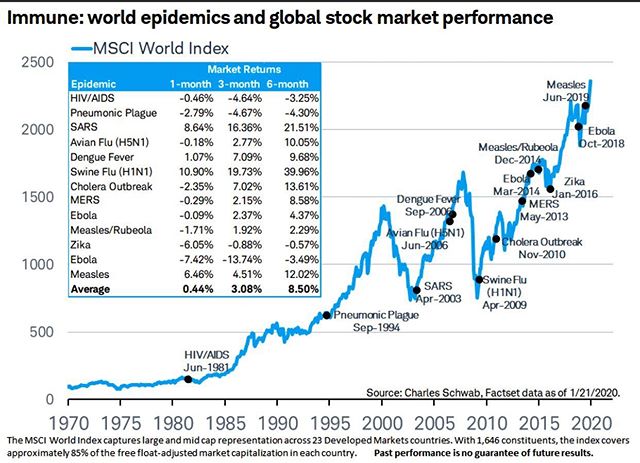 Immune: world epidemics and global stock market performance
MSCI World Index
Market Returns
Epidemic 1-month 3-month 6-month
HIV/AIDS -0.46% -4.64% -3.25%
Pneumonic Plague -2.79% -4.67% -4.30%
SARS 8.64% 16.36% 21.51%
Avian Flu (H5N1) -0.18% 2.77% 10.05%
Dengue Fever 1.07% 7.09% 9.68%
Swine Flu (H1N1) 10.90% 19.73% 39.96%
Cholera Outbreak -2.35% 7.02% 13.61%
MERS -0.29% 2.15% 8.58%
Ebola -0.09% 2.37% 4.37%
Measles/Rubeola -1.71% 1.92% 2.29%
Zika -6.05% -0.88% -0.57%
Ebola -7.42% -13.74% -3.49%
Measles 6.46% 4.51% 12.02%
Average 0.44% 3.08% 8.50%
2500
2000
1500
1000
500
0
HIV/AIDS
Jun-1981
Pneumonic Plague
Sep-1994
SARS
Apr-2003
Dengue Fever
Sep-2006
Avian Flu (H5N1)
Jun-2006
Swine Flu
(H1N1)
Apr-2009
Cholera Outbreak
Nov-2010
MERS
May-2013
Ebola
Mar-2014
Measles/Rubeola
Dec-2014
Zika
Jan-2016
Ebola
Oct-2018
Measles
Jun-2019
Source: Charles Schwab, Factset data as of 1/21/2020.
1970 1975 1980 1985 1990 1995 2000 2005 2010 2015 2020
The MSCI World Index captures large and mid cap representation across 23 Developed Markets countries. With 1,646 constituents, the index covers
approximately 85% of the free float-adjusted market capitalization in each country. Past performance is no guarantee of future results.